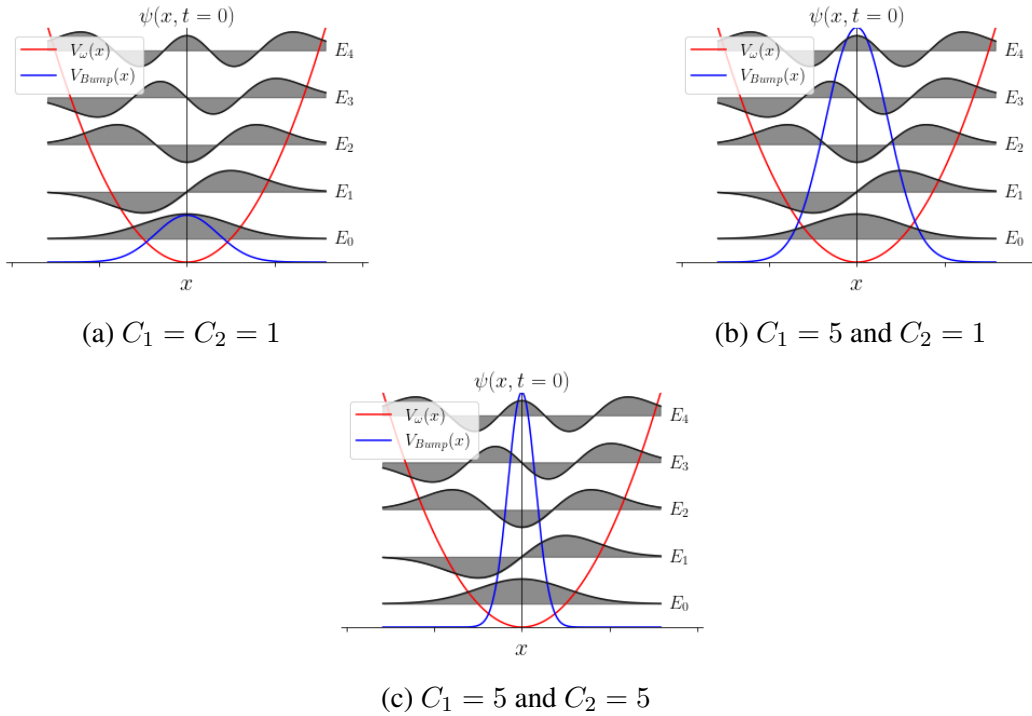 ψ(x, t = 0)
V_ω(x)
V_Bump(x)
E_4
E_3
E_2
E_1
E_0
x
(a) C_1 = C_2 = 1
ψ(x, t = 0)
V_ω(x)
V_Bump(x)
E_4
E_3
E_2
E_1
E_0
x
(b) C_1 = 5 and C_2 = 1
ψ(x, t = 0)
V_ω(x)
V_Bump(x)
E_4
E_3
E_2
E_1
E_0
x
(c) C_1 = 5 and C_2 = 5